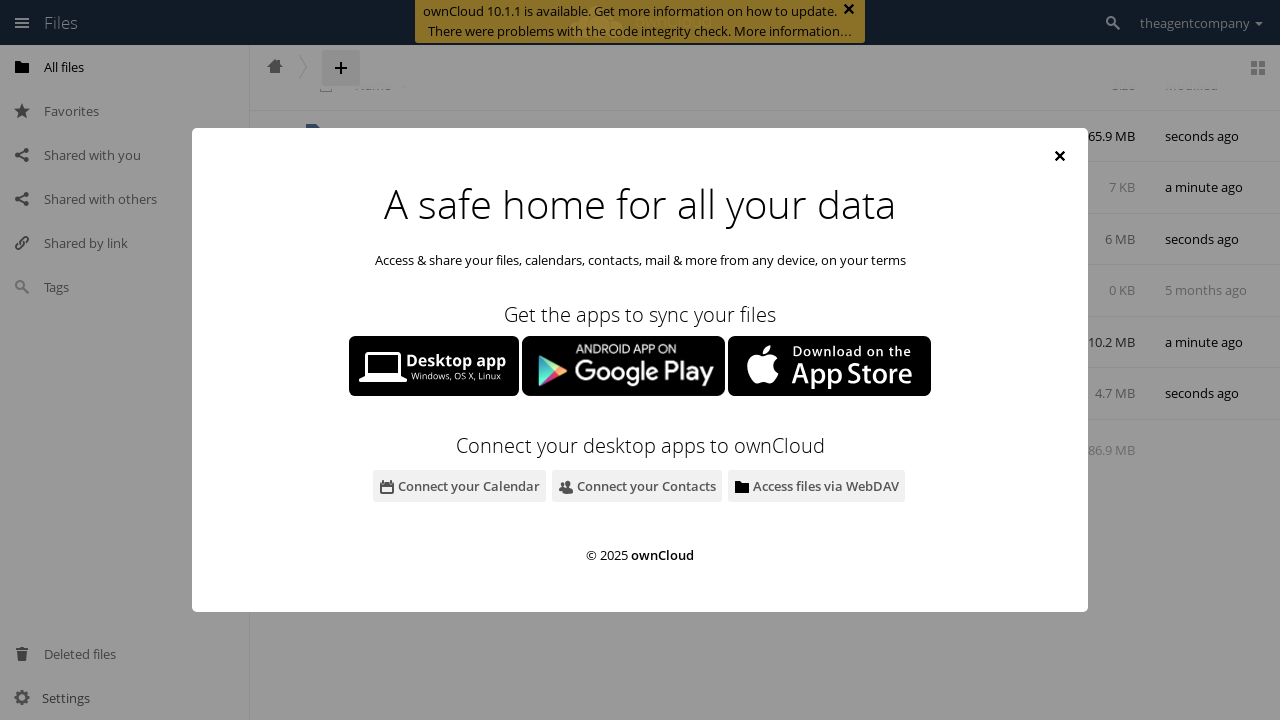 ownCloud 10.1.1 is available. Get more information on how to update.
There were problems with the code integrity check. More information…
Files
theagentcompany
All files
Favorites
Shared with you
Shared with others
Shared by link
Tags
Deleted files
Settings
Name
Size
Modified
65.9 MB seconds ago
7 KB a minute ago
6 MB seconds ago
0 KB 5 months ago
10.2 MB a minute ago
4.7 MB seconds ago
86.9 MB
A safe home for all your data
Access & share your files, calendars, contacts, mail & more from any device, on your terms
Get the apps to sync your files
Desktop app
Windows, OS X, Linux
ANDROID APP ON
Google Play
Download on the
App Store
Connect your desktop apps to ownCloud
Connect your Calendar
Connect your Contacts
Access files via WebDAV
© 2025 ownCloud